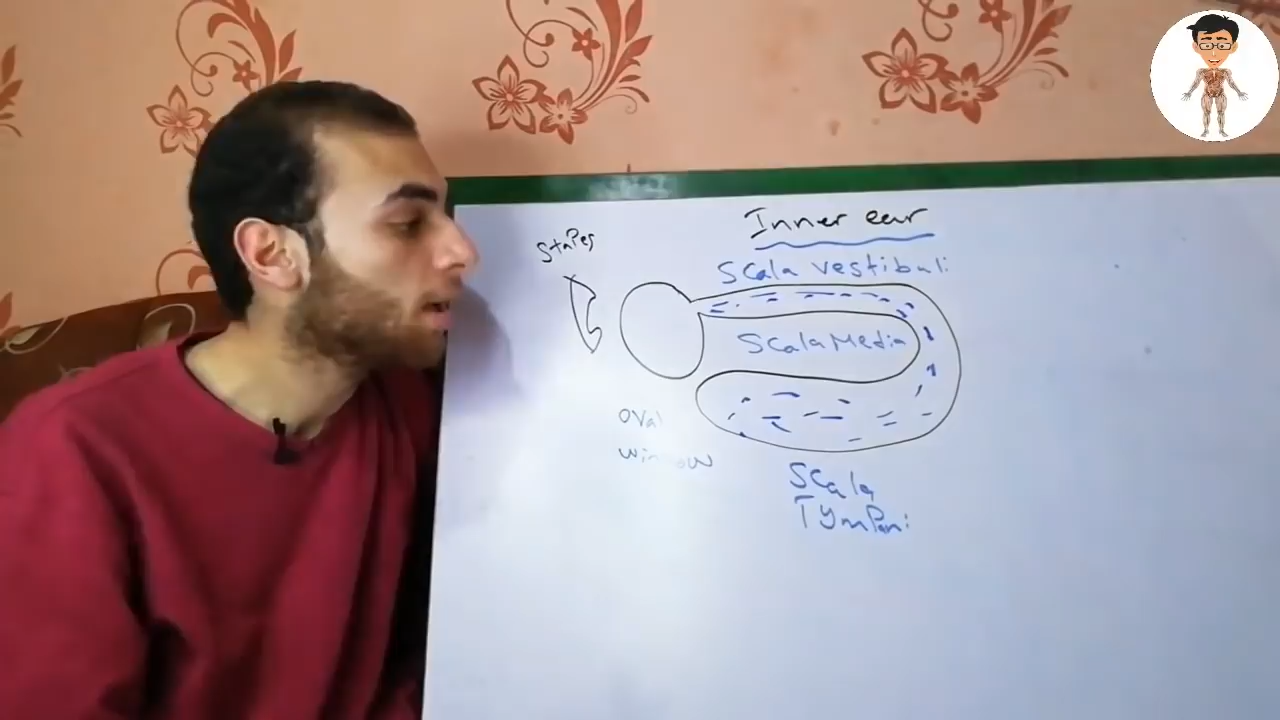 Inner ear
stapes
Scala vestibuli
Scala Media
oval
window
Scala
Tympani